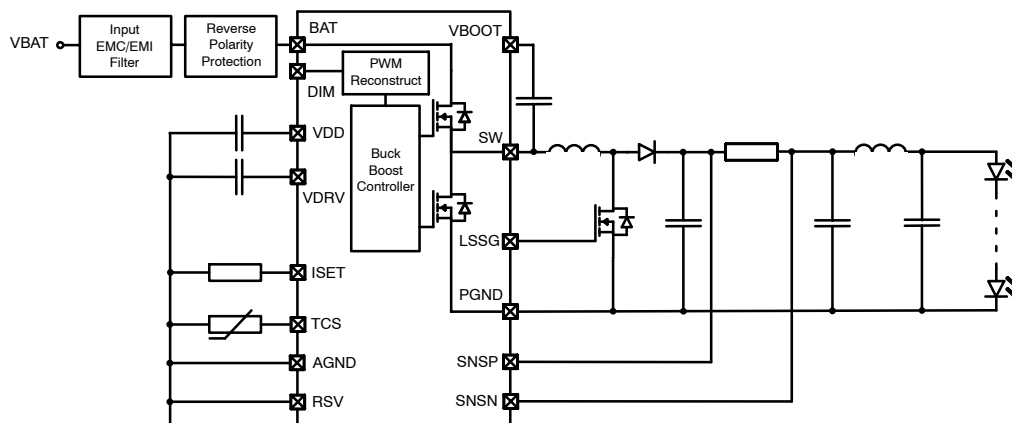 VBAT
Input
EMC/EMI
Filter
Reverse
Polarity
Protection
BAT
DIM
VDD
VDRV
ISET
TCS
AGND
RSV
PWM
Reconstruct
Buck
Boost
Controller
VBOOT
SW
LSSG
PGND
SNSP
SNSN